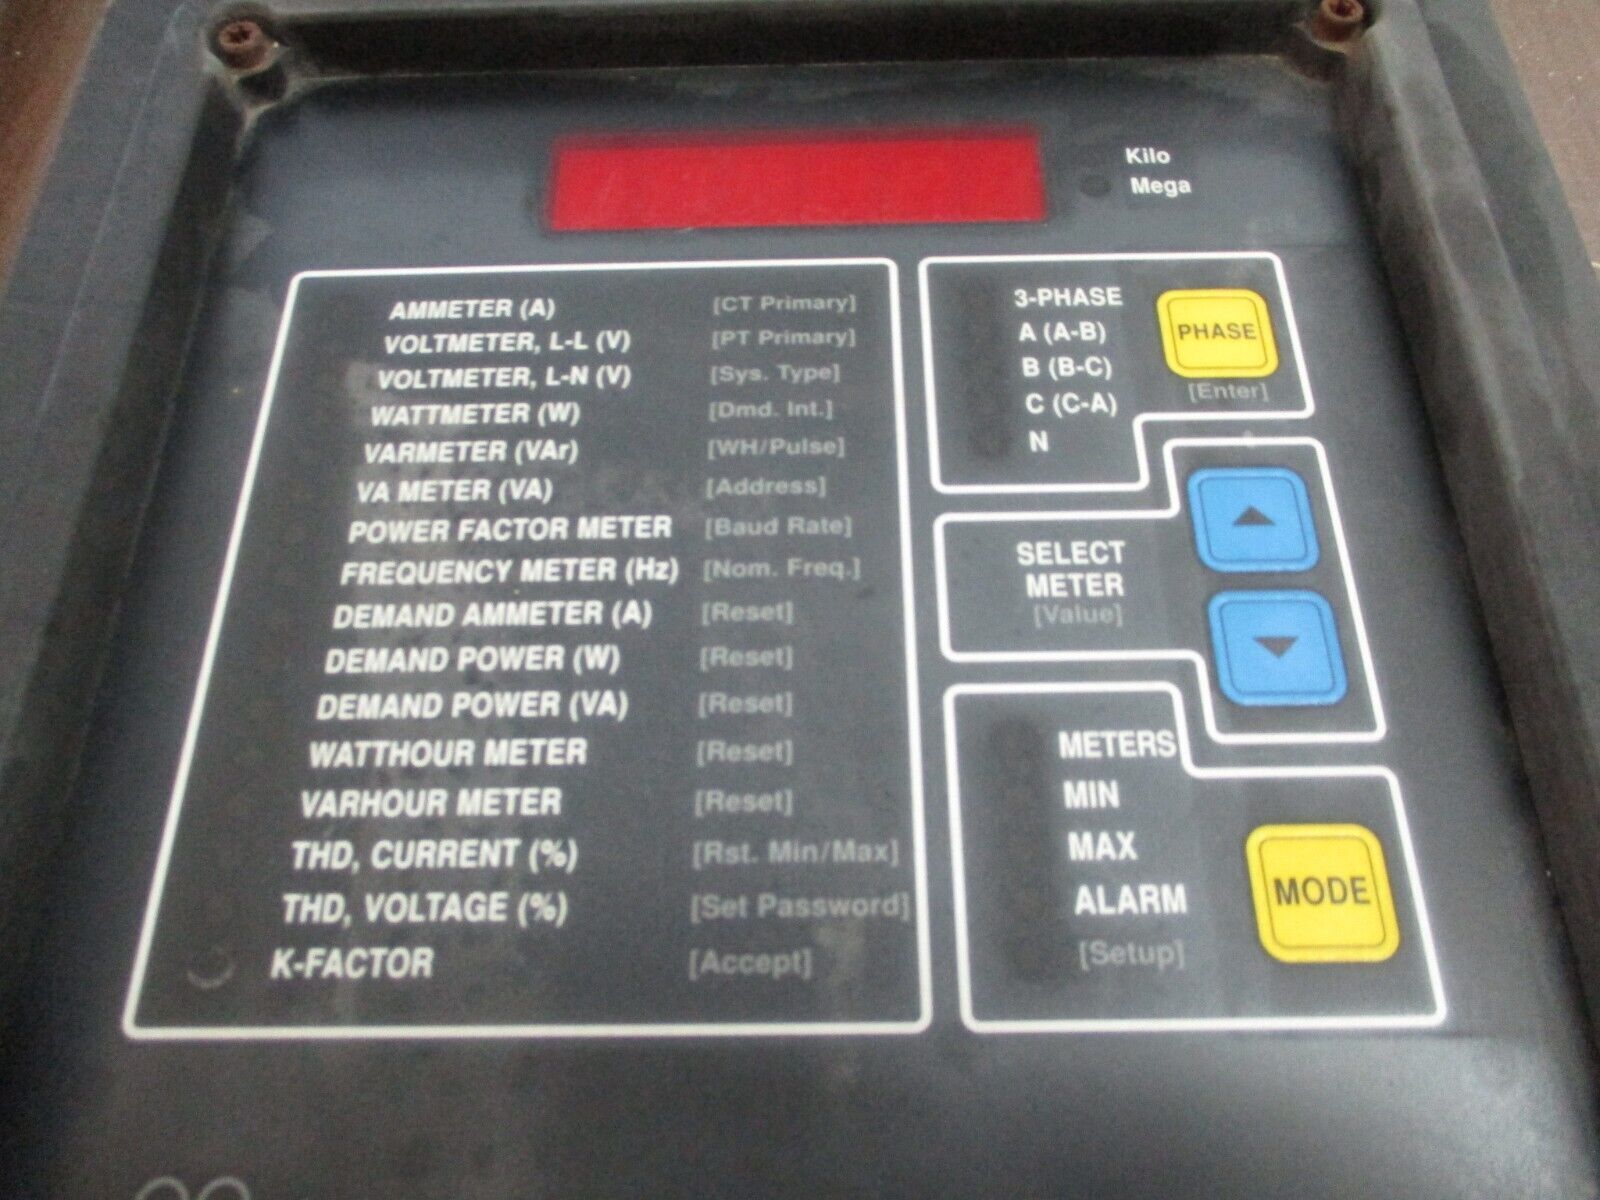 Kilo
Mega
AMMETER (A) [CT Primary]
VOLTMETER, L-L (V) [PT Primary]
VOLTMETER, L-N (V) [Sys. Type]
WATTMETER (W) [Dmd. Int.]
VARMETER (VAr) [WH/Pulse]
VA METER (VA) [Address]
POWER FACTOR METER [Baud Rate]
FREQUENCY METER (Hz) [Nom. Freq.]
DEMAND AMMETER (A) [Reset]
DEMAND POWER (W) [Reset]
DEMAND POWER (VA) [Reset]
WATTHOUR METER [Reset]
VARHOUR METER [Reset]
THD, CURRENT (%) [Rst. Min/Max]
THD, VOLTAGE (%) [Set Password]
K-FACTOR [Accept]
3-PHASE
A (A-B)
B (B-C)
C (C-A)
N
PHASE
[Enter]
SELECT
METER
[Value]
METERS
MIN
MAX
ALARM
[Setup]
MODE